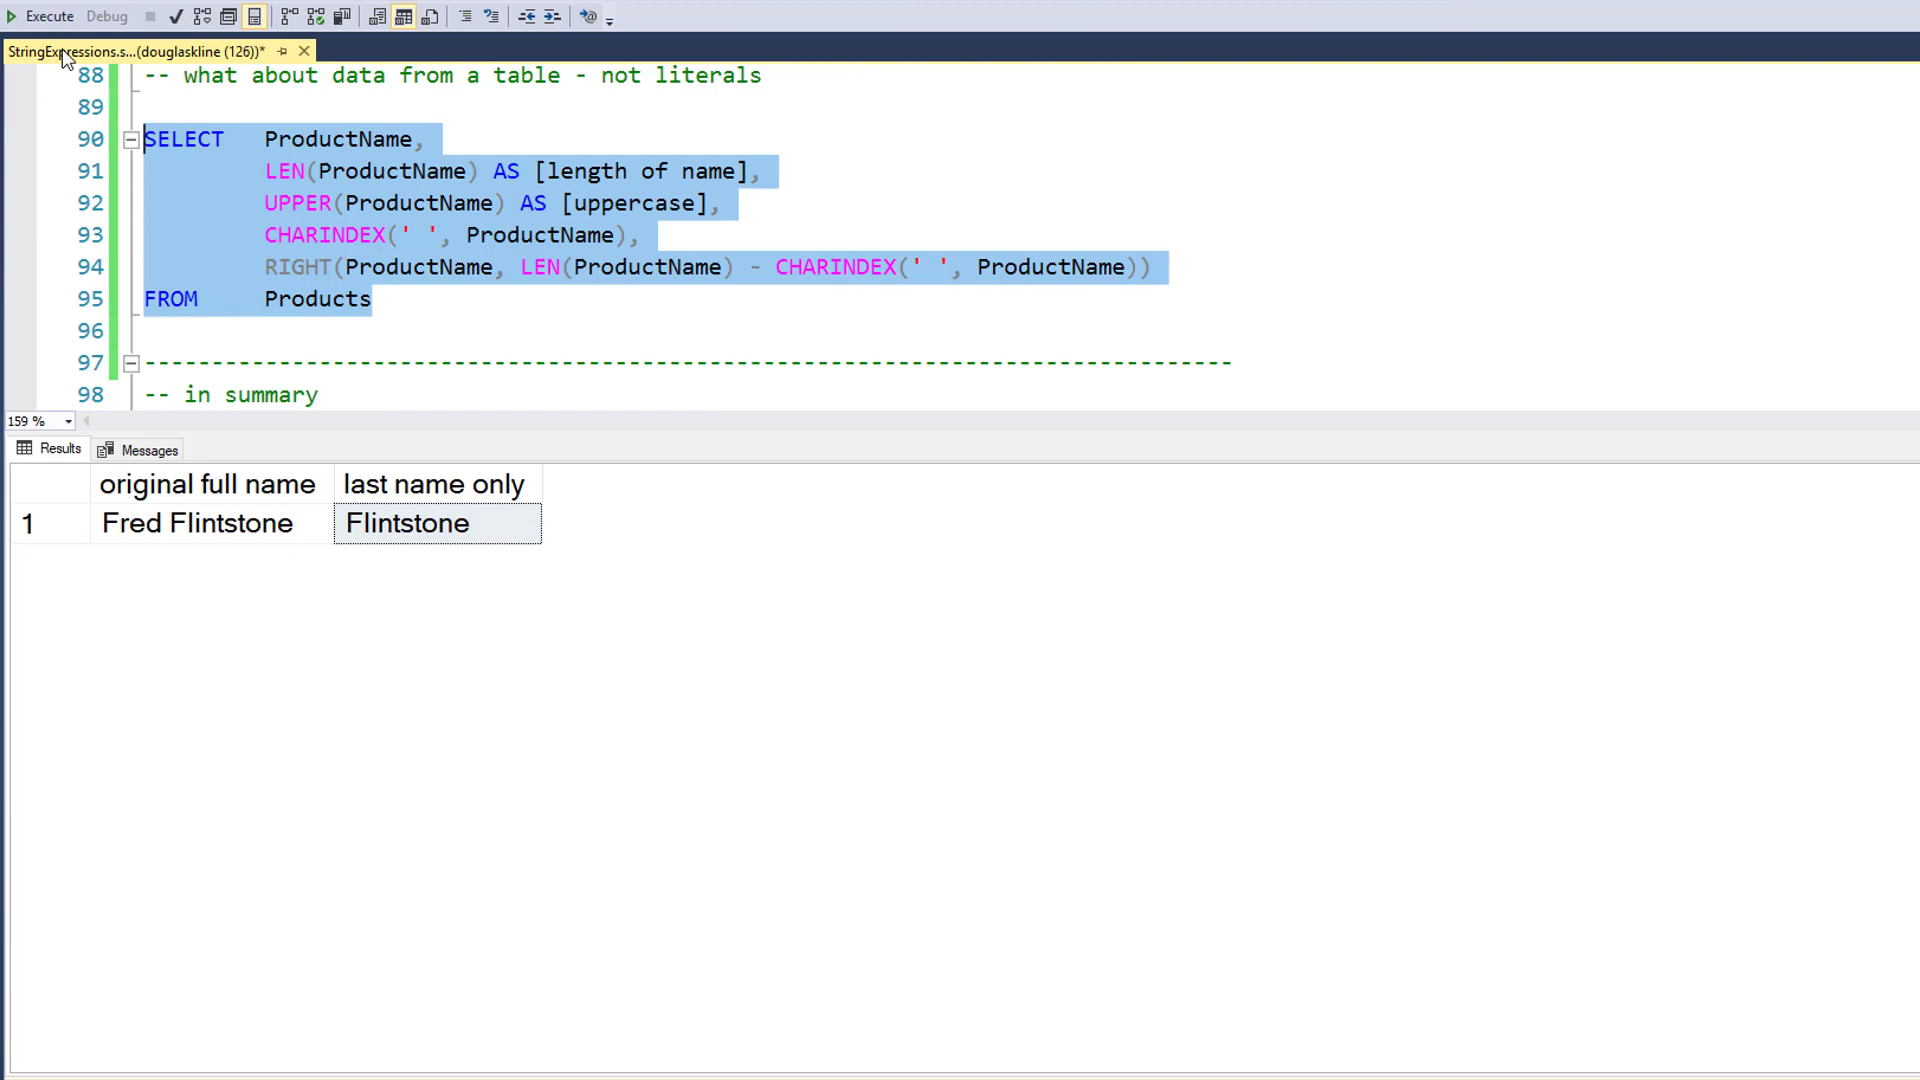 Execute Debug
StringExpressions.s...(douglaskline (126))*
88 -- what about data from a table - not literals
89
90 SELECT ProductName,
91 LEN(ProductName) AS [length of name],
92 UPPER(ProductName) AS [uppercase],
93 CHARINDEX(' ', ProductName),
94 RIGHT(ProductName, LEN(ProductName) - CHARINDEX(' ', ProductName))
95 FROM Products
96
97 ---------------------------------------------------------------------------------
98 -- in summary
159 %
Results Messages
original full name last name only
1 Fred Flintstone Flintstone